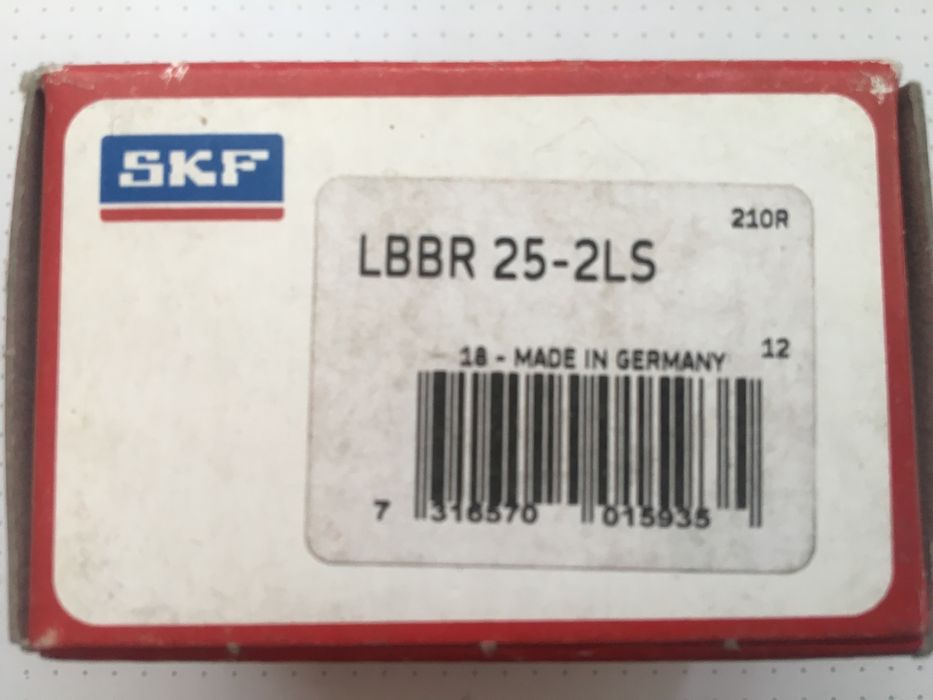 SKF
210R
LBBR 25-2LS
12
18 - MADE IN GERMANY
7 316570 015935